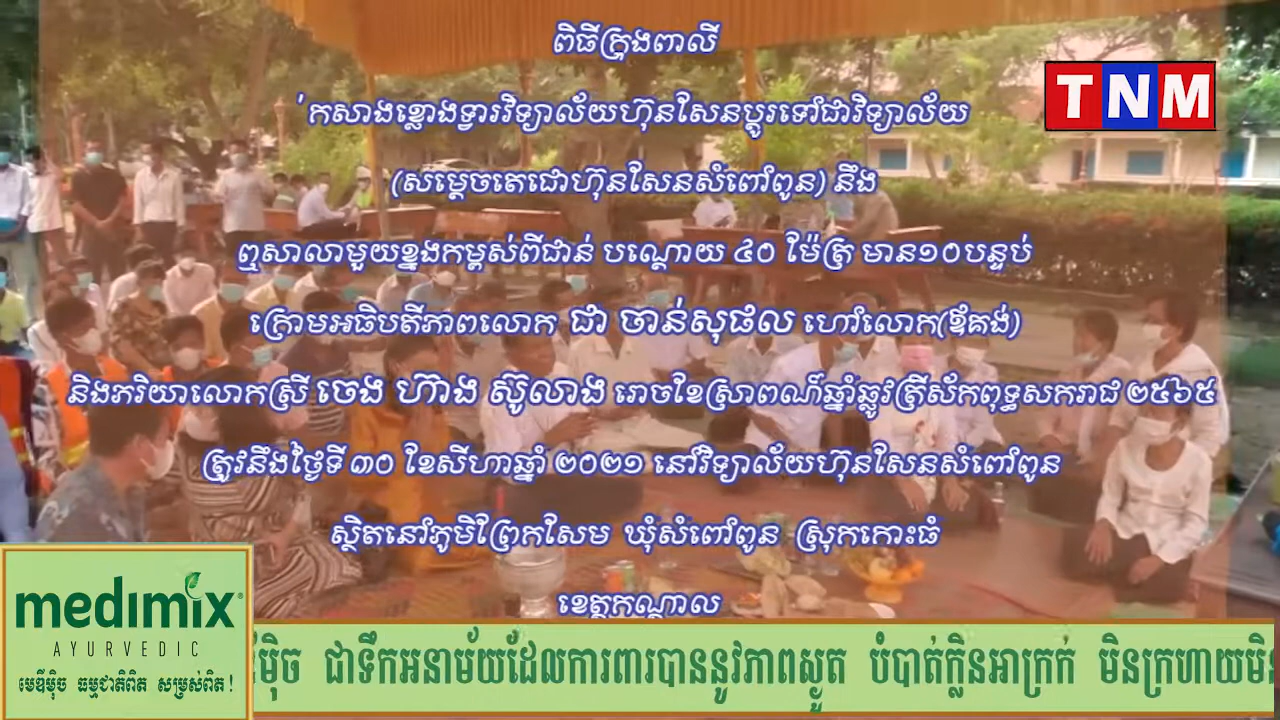 ពិធីក្រុងពាលី
TNM
' កសាងខ្លោងទ្វារវិទ្យាល័យហ៊ុនសែនប្តូរទៅជាវិទ្យាល័យ
(សម្តេចតេជោហ៊ុនសែនសំពៅពូន) នឹង
ឮសាលាមួយខ្នងកម្ពស់ពីជាន់ បណ្តោយ ៤០ ម៉ែត្រ មាន១០បន្ទប់
ក្រោមអធិបតីភាពលោក ជា ចាន់សុផល ហៅលោក(ឪគង់)
និងភរិយាលោកស្រី ចេង ហ៊ាង ស៊ូលាង រោចខែស្រាពណ៍ឆ្នាំឆ្លូវត្រីស័កពុទ្ធសករាជ ២៥៦៥
ត្រូវនឹងថ្ងៃទី ៣០ ខែសីហាឆ្នាំ ២០២១ នៅវិទ្យាល័យហ៊ុនសែនសំពៅពូន
ស្ថិតនៅភូមិព្រែកសែម ឃុំសំពៅពូន ស្រុកកោះធំ
ខេត្តកណ្តាល
medimix®
AYURVEDIC
មេឌីម៉ិច ធម្មជាតិពិត សម្រស់ពិត!
ម៉ិច ជាទឹកអនាម័យដែលការពារបាននូវភាពស្ងួត បំបាត់ក្លិនអាក្រក់ មិនក្រហាយមិន